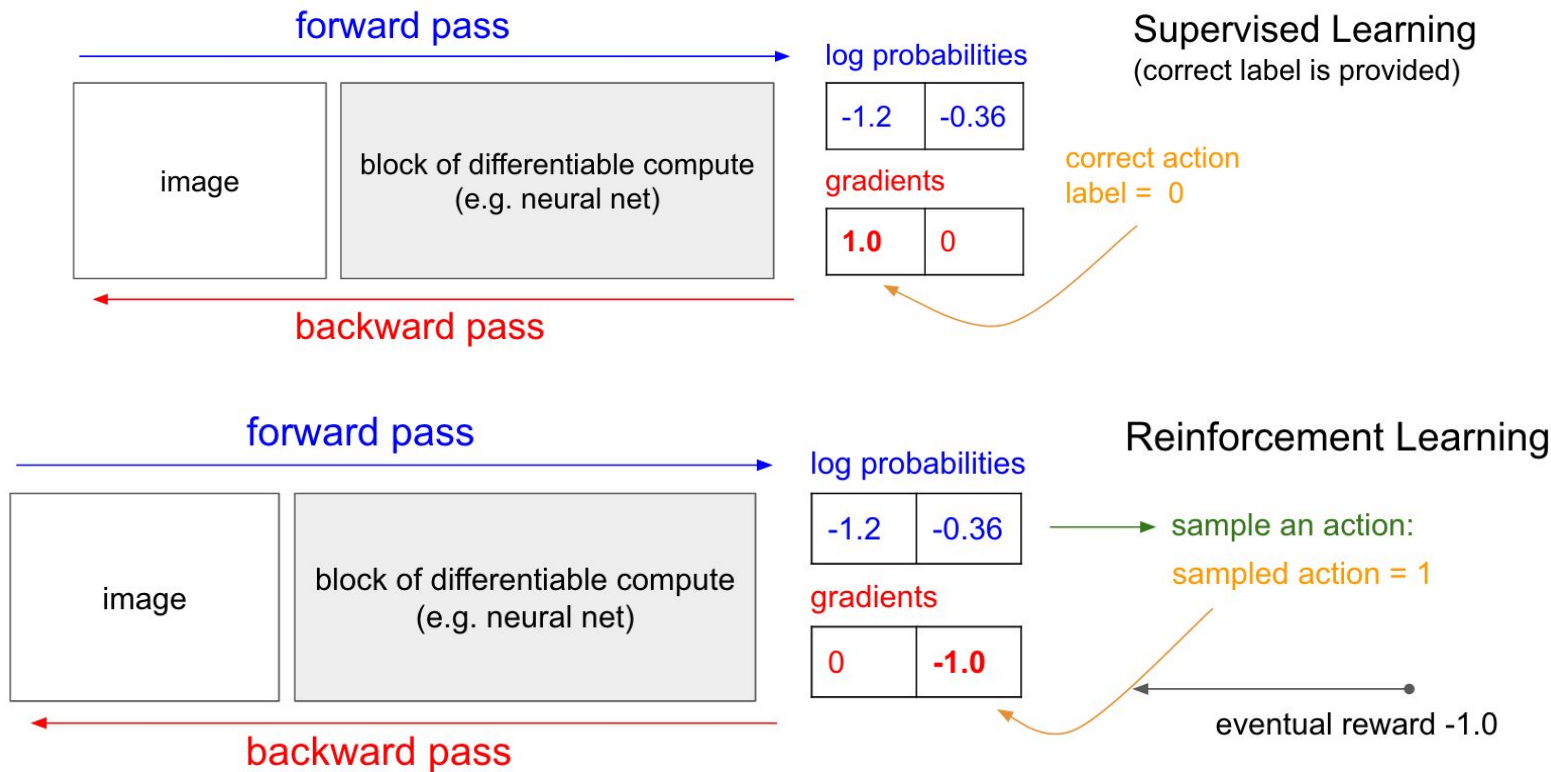 forward pass
Supervised Learning
(correct label is provided)
log probabilities
-1.2 -0.36
image
block of differentiable compute
(e.g. neural net)
correct action
label = 0
gradients
1.0 0
backward pass
forward pass
Reinforcement Learning
log probabilities
-1.2 -0.36
sample an action:
sampled action = 1
image
block of differentiable compute
(e.g. neural net)
gradients
0 -1.0
eventual reward -1.0
backward pass